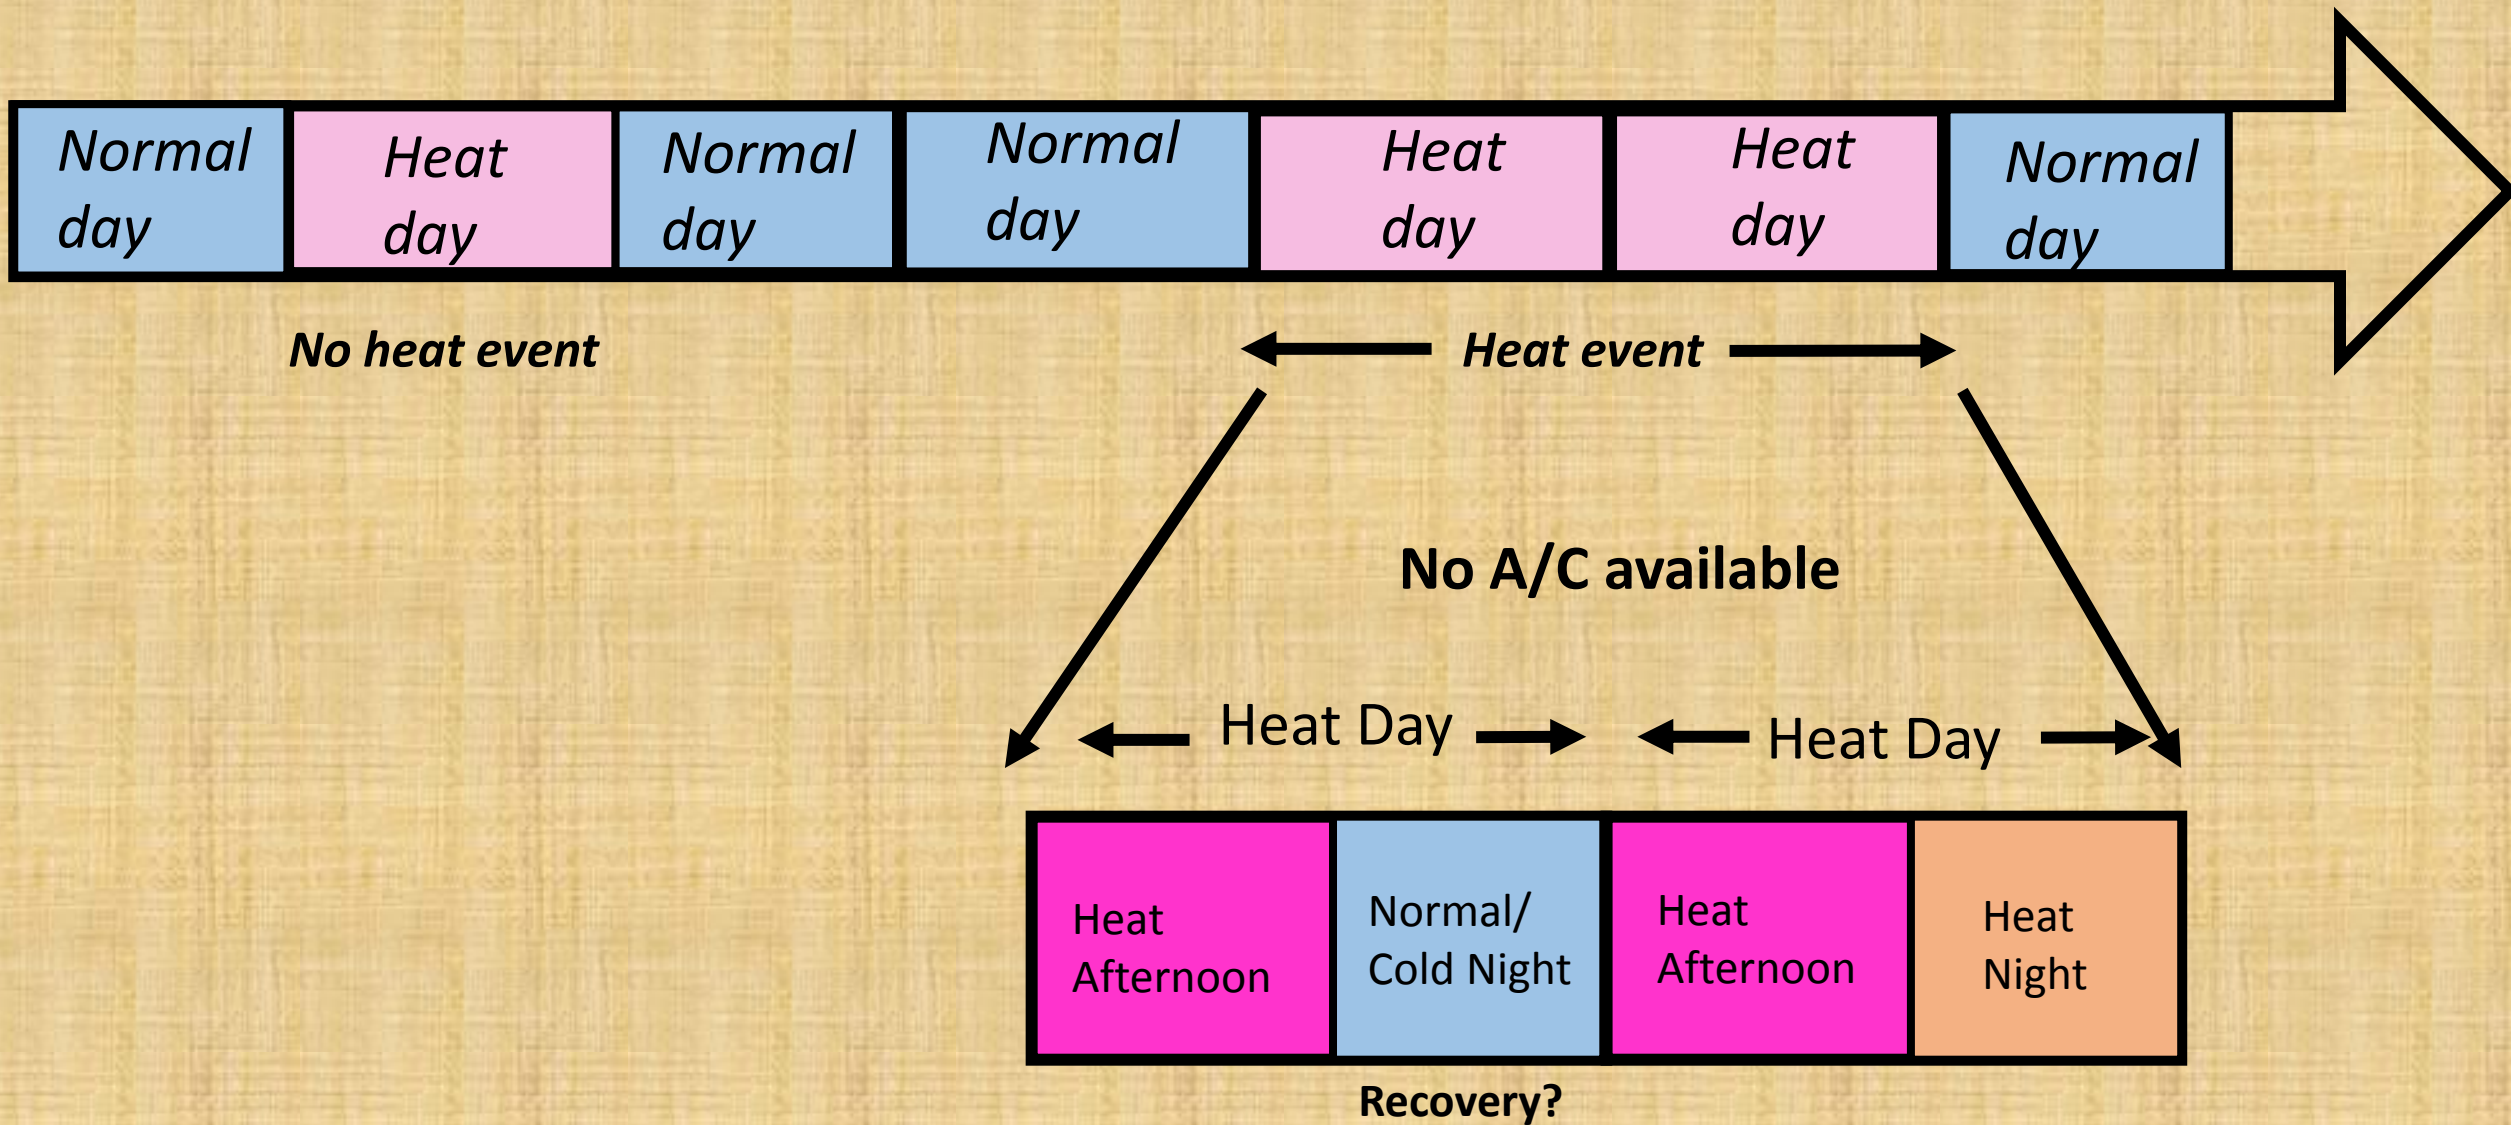 Normal
day
Heat
day
Normal
day
Normal
day
Heat
day
Heat
day
Normal
day
No heat event
Heat event
No A/C available
Heat Day
Heat Day
Heat
Afternoon
Normal/
Cold Night
Heat
Afternoon
Heat
Night
Recovery?